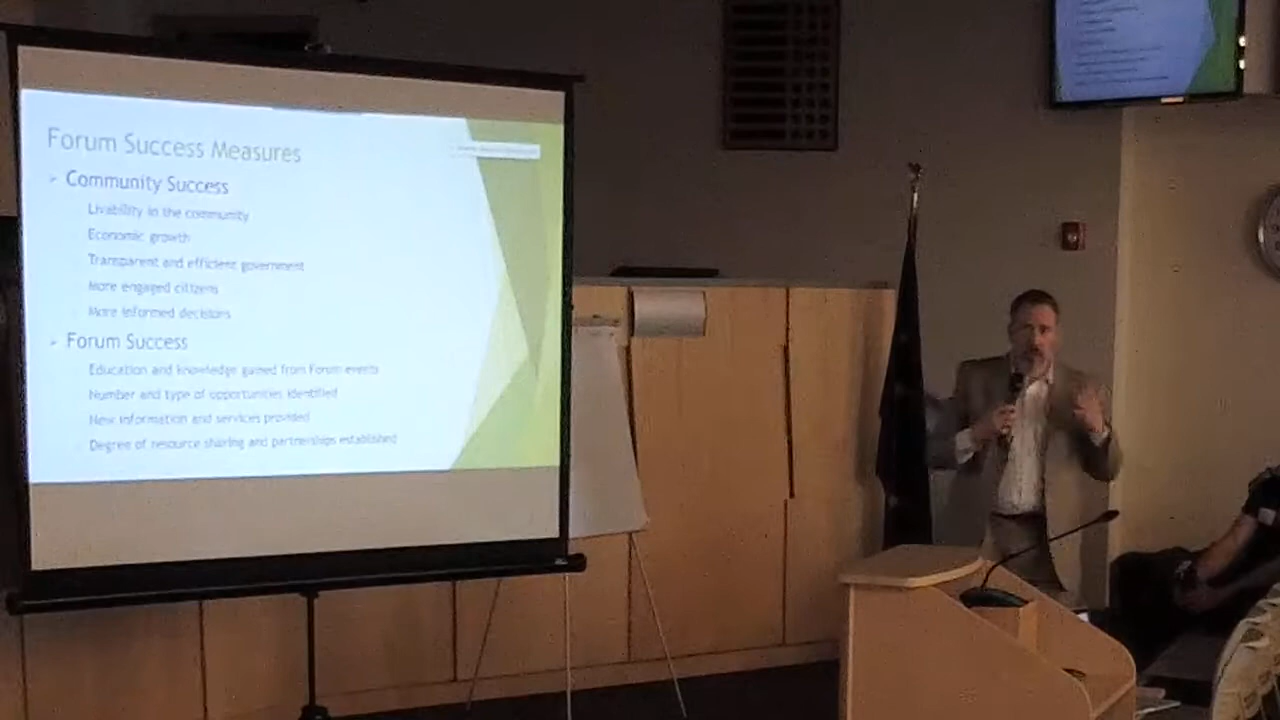 Forum Success Measures
Community Success
Livability in the community
Economic growth
Transparent and efficient government
More engaged citizens
More informed decisions
Forum Success
Education and knowledge gained from Forum events
Number and type of opportunities identified
New information and services provided
Degree of resource sharing and partnerships established